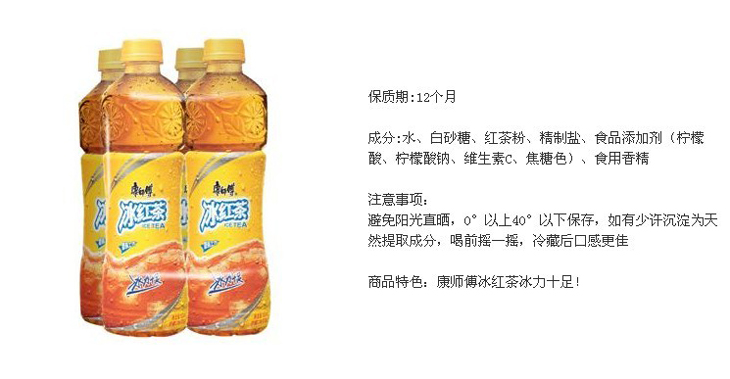 康师傅
冰红茶
ICE TEA
康师傅
冰红茶
ICE TEA
冰力十足
冰力十足
保质期:12个月
成分:水、白砂糖、红茶粉、精制盐、食品添加剂（柠檬
酸、柠檬酸钠、维生素C、焦糖色）、食用香精
注意事项:
避免阳光直晒，0°以上40°以下保存，如有少许沉淀为天
然提取成分，喝前摇一摇，冷藏后口感更佳
商品特色：康师傅冰红茶冰力十足！